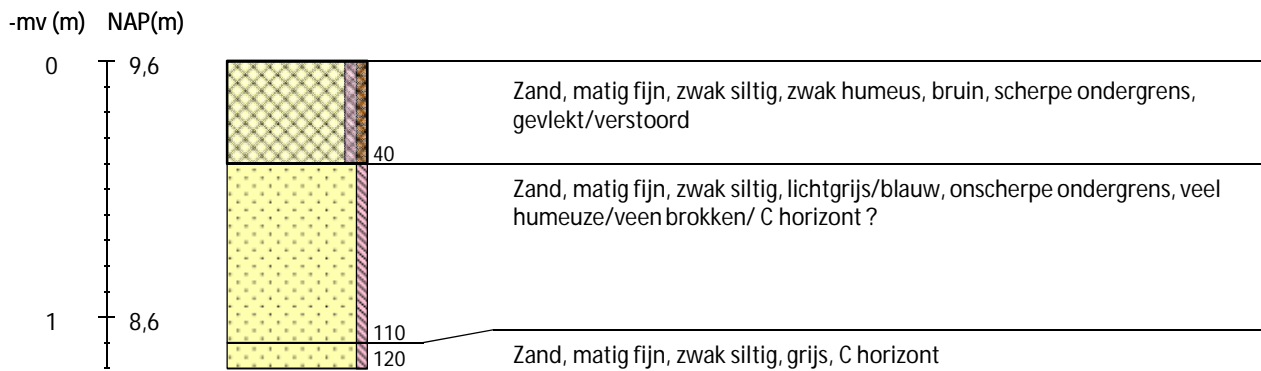 -mv (m) NAP(m)
0 9,6
Zand, matig fijn, zwak siltig, zwak humeus, bruin, scherpe ondergrens,
gevlekt/verstoord
40
Zand, matig fijn, zwak siltig, lichtgrijs/blauw, onscherpe ondergrens, veel
humeuze/veen brokken/ C horizont ?
1 8,6
110
120
Zand, matig fijn, zwak siltig, grijs, C horizont